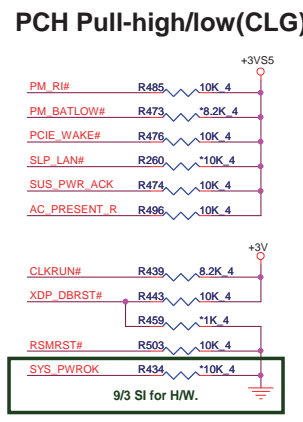 PCH Pull-high/low(CLG)
+3VS5
PM_RI# R485 10K_4
PM_BATLOW# R473 *8.2K_4
PCIE_WAKE# R476 10K_4
SLP_LAN# R260 *10K_4
SUS_PWR_ACK R474 10K_4
AC_PRESENT_R R496 10K_4
+3V
CLKRUN# R439 8.2K_4
XDP_DBRST# R443 10K_4
R459 *1K_4
RSMRST# R503 10K_4
SYS_PWROK R434 *10K_4
9/3 SI for H/W.